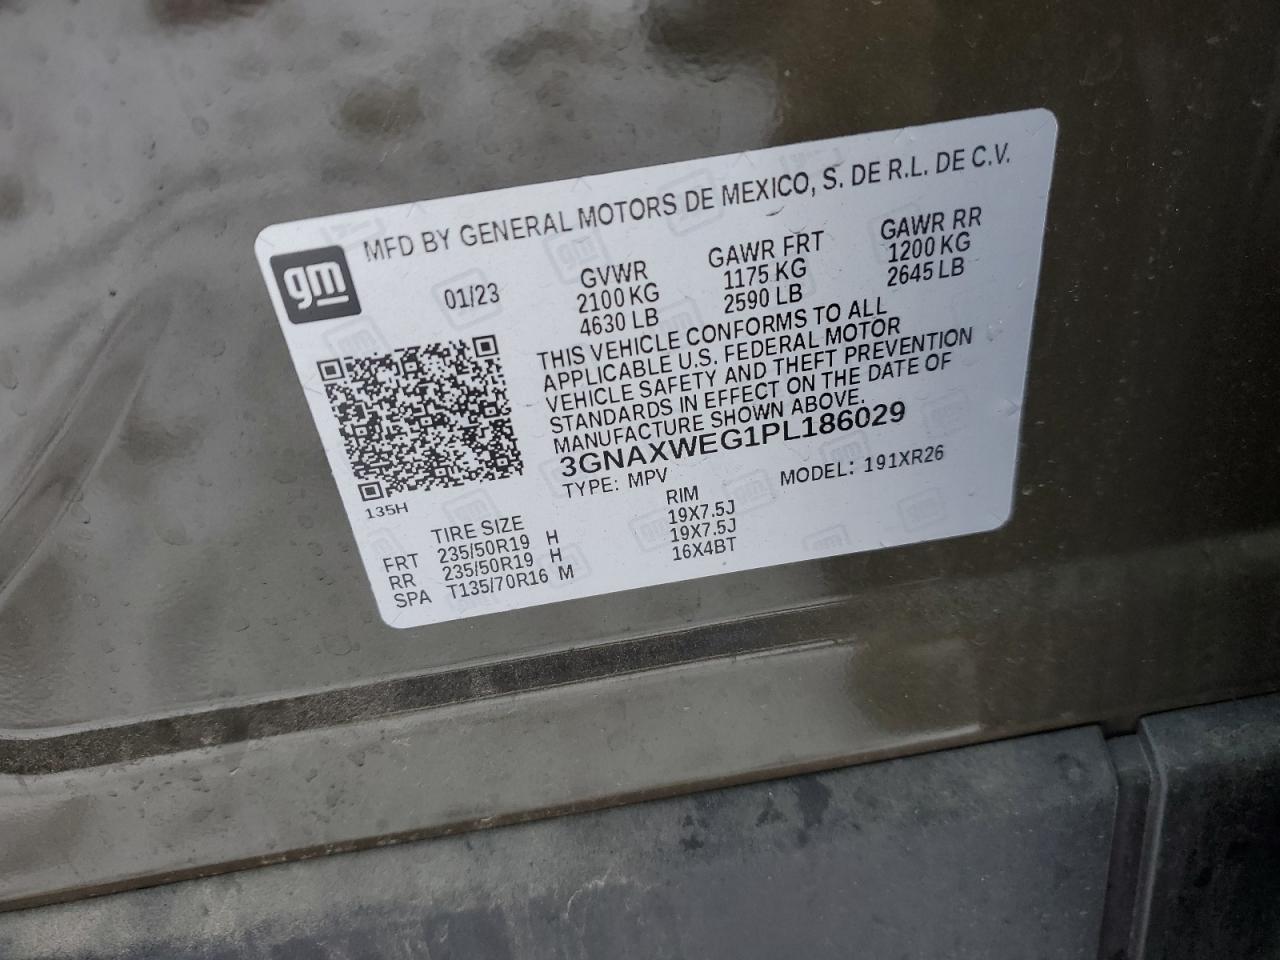 MFD BY GENERAL MOTORS DE MEXICO, S. DE R.L. DE C.V.
gm
01/23
GVWR
2100 KG
4630 LB
GAWR FRT
1175 KG
2590 LB
GAWR RR
1200 KG
2645 LB
THIS VEHICLE CONFORMS TO ALL
APPLICABLE U.S. FEDERAL MOTOR
VEHICLE SAFETY AND THEFT PREVENTION
STANDARDS IN EFFECT ON THE DATE OF
MANUFACTURE SHOWN ABOVE.
3GNAXWEG1PL186029
TYPE: MPV MODEL: 191XR26
135H
TIRE SIZE RIM
FRT 235/50R19 H 19X7.5J
RR 235/50R19 H 19X7.5J
SPA T135/70R16 M 16X4BT